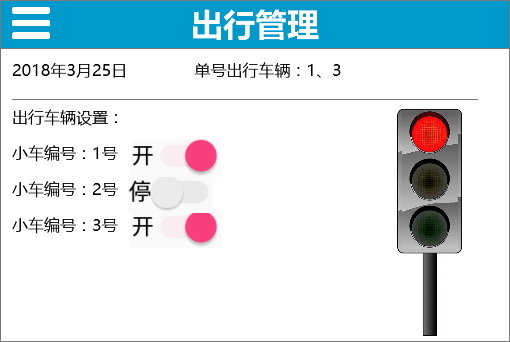 出行管理
2018年3月25日 单号出行车辆：1、3
出行车辆设置：
小车编号：1号 开
小车编号：2号 停
小车编号：3号 开